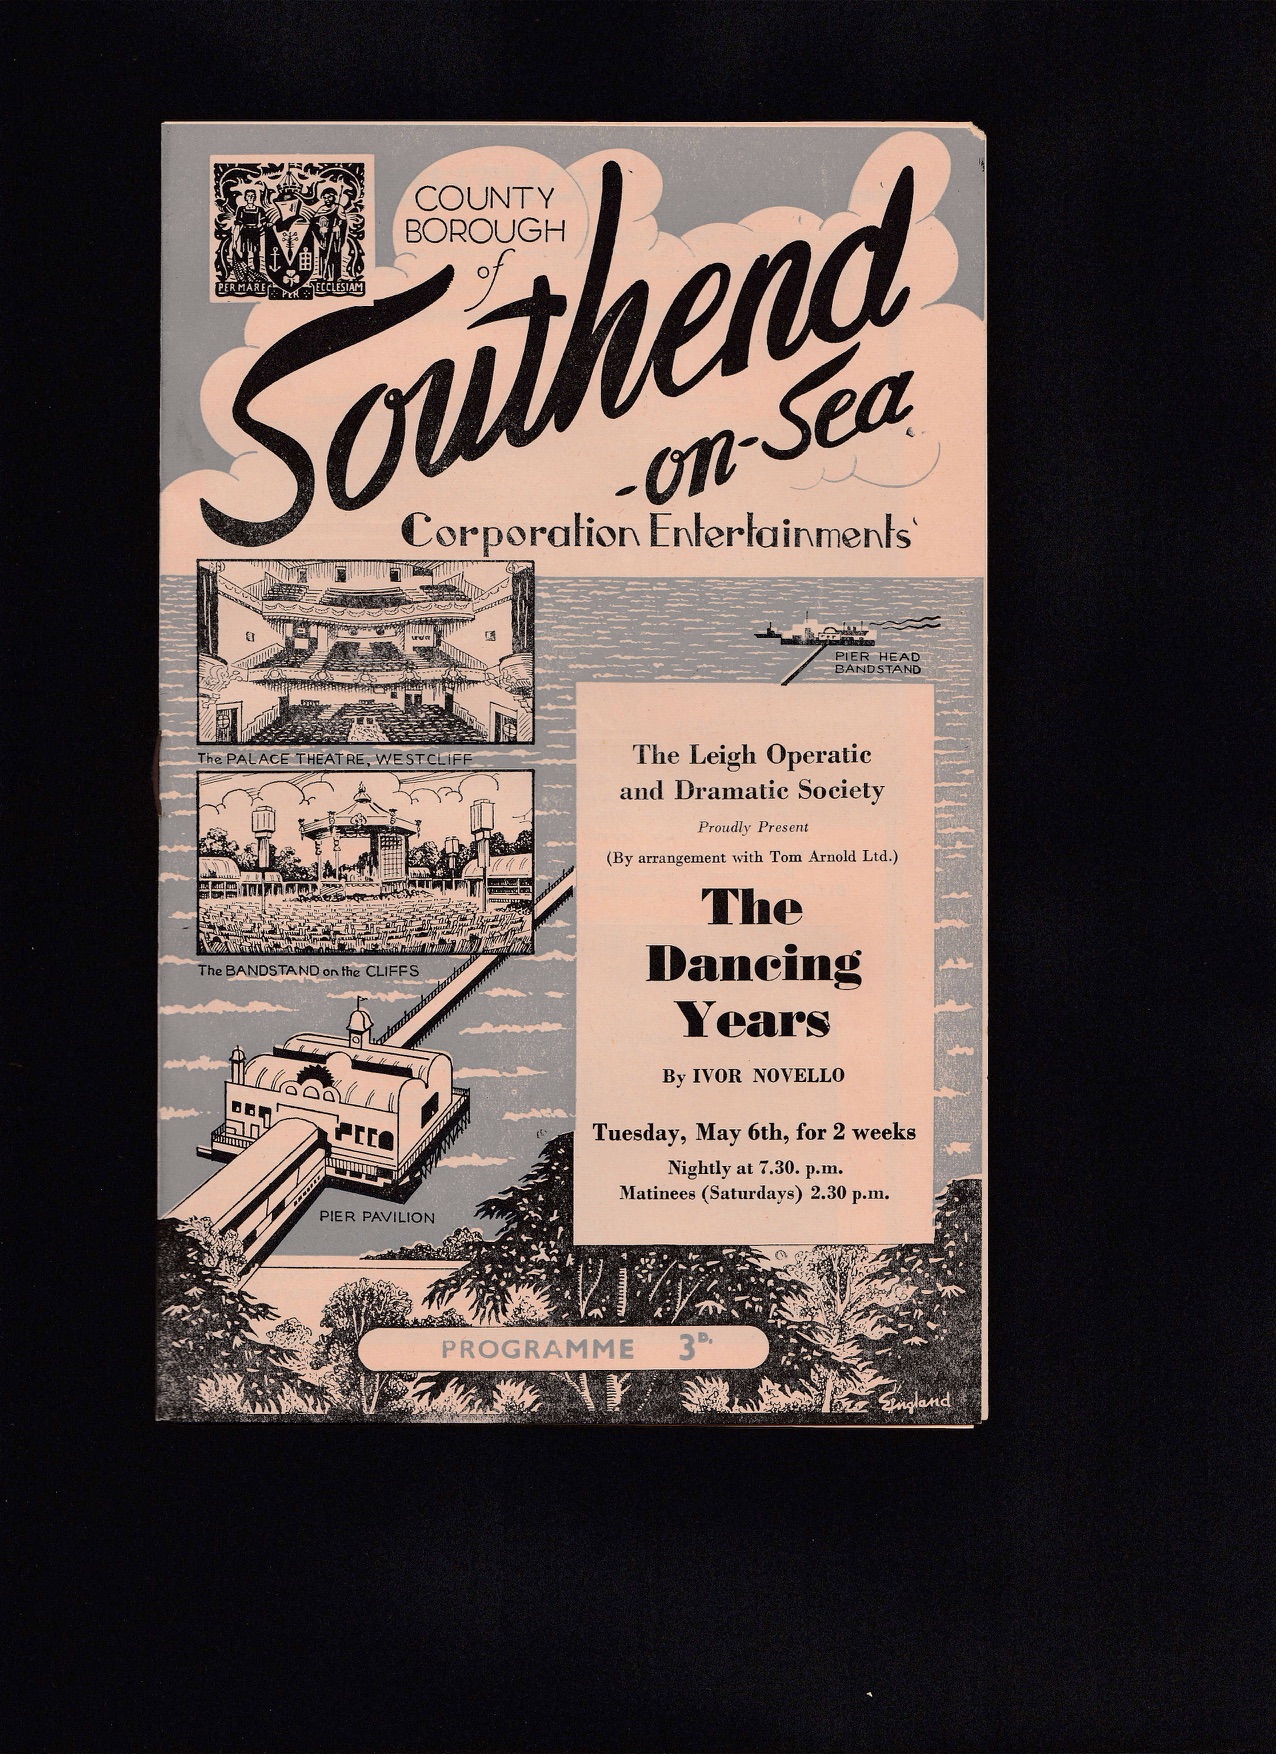 COUNTY
BOROUGH
of
Southend
-on-Sea
Corporation Entertainments
PER MARE PER ECCLESIAM
PIER HEAD
BANDSTAND
The PALACE THEATRE, WESTCLIFF
The BANDSTAND on the CLIFFS
PIER PAVILION
The Leigh Operatic
and Dramatic Society
Proudly Present
(By arrangement with Tom Arnold Ltd.)
The
Dancing
Years
By IVOR NOVELLO
Tuesday, May 6th, for 2 weeks
Nightly at 7.30. p.m.
Matinees (Saturdays) 2.30 p.m.
PROGRAMME 3D.
England